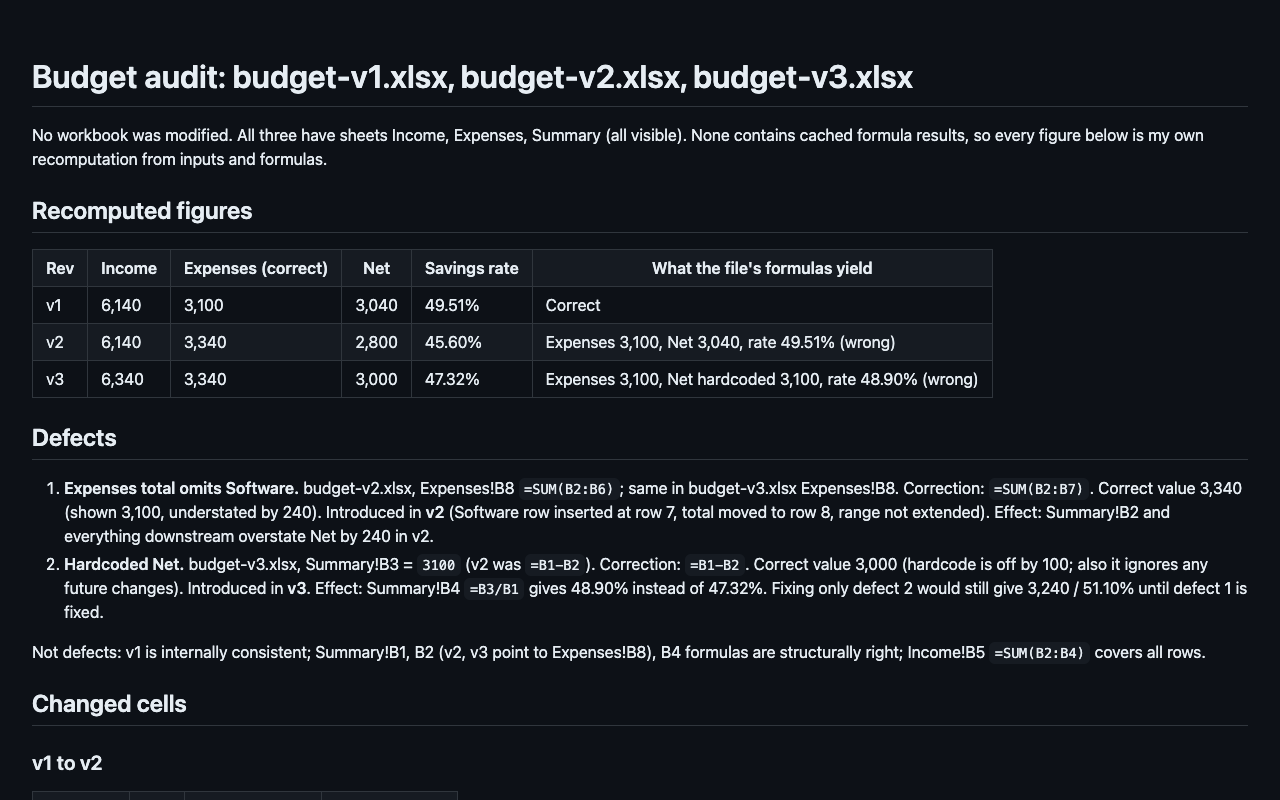 Budget audit: budget-v1.xlsx, budget-v2.xlsx, budget-v3.xlsx
No workbook was modified. All three have sheets Income, Expenses, Summary (all visible). None contains cached formula results, so every figure below is my own
recomputation from inputs and formulas.
Recomputed figures
Rev Income Expenses (correct) Net Savings rate What the file's formulas yield
v1 6,140 3,100 3,040 49.51% Correct
v2 6,140 3,340 2,800 45.60% Expenses 3,100, Net 3,040, rate 49.51% (wrong)
v3 6,340 3,340 3,000 47.32% Expenses 3,100, Net hardcoded 3,100, rate 48.90% (wrong)
Defects
1. Expenses total omits Software. budget-v2.xlsx, Expenses!B8 =SUM(B2:B6) ; same in budget-v3.xlsx Expenses!B8. Correction: =SUM(B2:B7) . Correct value 3,340
(shown 3,100, understated by 240). Introduced in v2 (Software row inserted at row 7, total moved to row 8, range not extended). Effect: Summary!B2 and
everything downstream overstate Net by 240 in v2.
2. Hardcoded Net. budget-v3.xlsx, Summary!B3 = 3100 (v2 was =B1-B2 ). Correction: =B1-B2 . Correct value 3,000 (hardcode is off by 100; also it ignores any
future changes). Introduced in v3. Effect: Summary!B4 =B3/B1 gives 48.90% instead of 47.32%. Fixing only defect 2 would still give 3,240 / 51.10% until defect 1 is
fixed.
Not defects: v1 is internally consistent; Summary!B1, B2 (v2, v3 point to Expenses!B8), B4 formulas are structurally right; Income!B5 =SUM(B2:B4) covers all rows.
Changed cells
v1 to v2